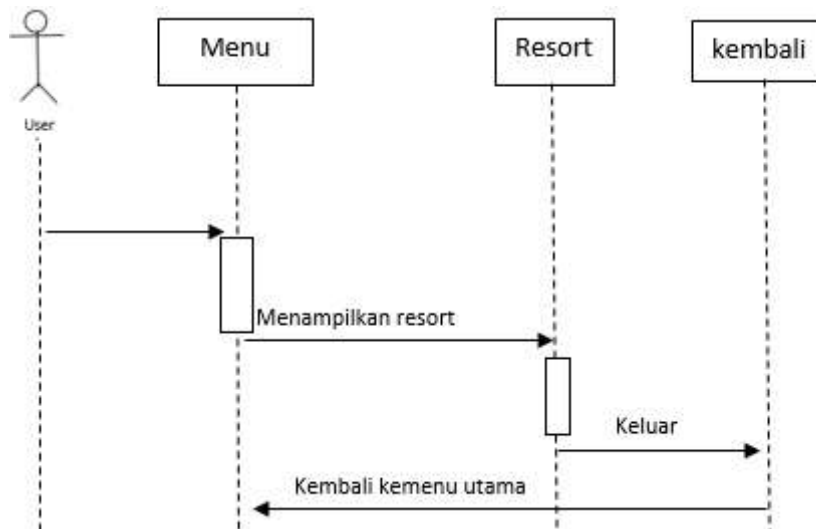 Menu
Resort
kembali
User
Menampilkan resort
Keluar
Kembali kemenu utama